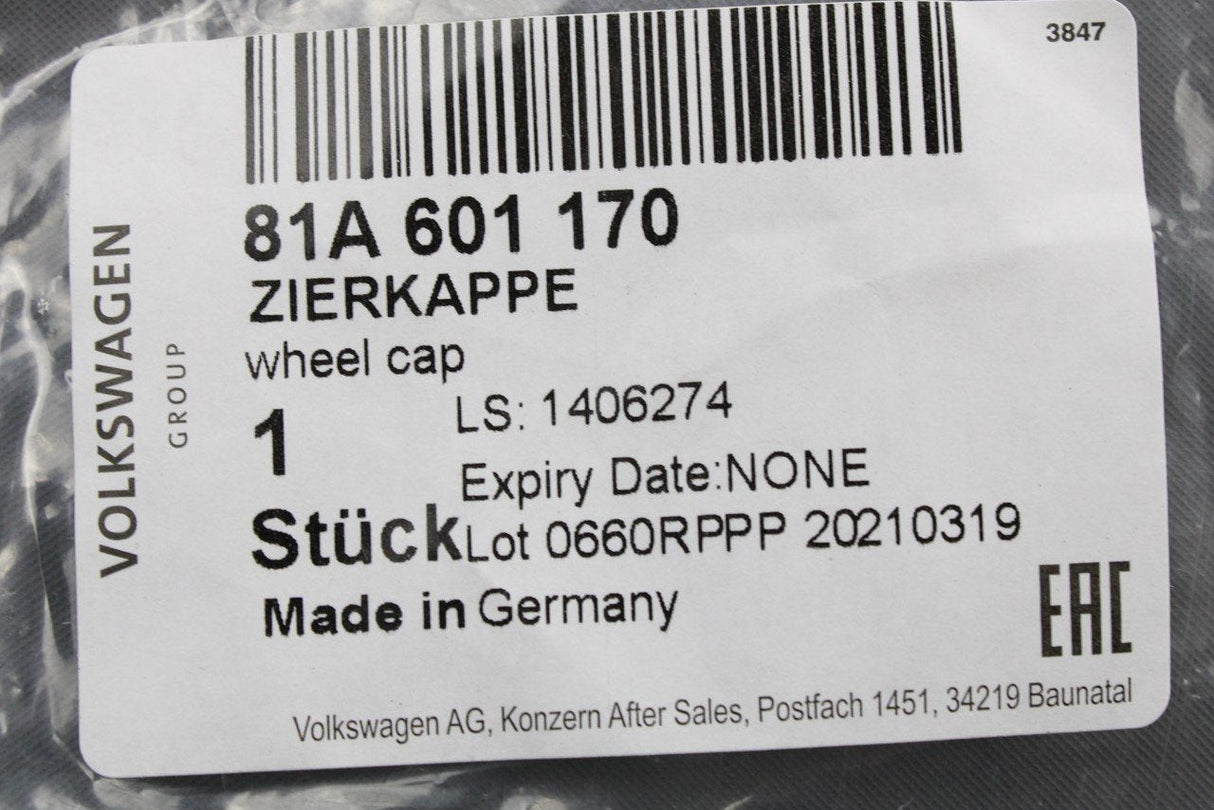 3847
81A 601 170
ZIERKAPPE
wheel cap
1
LS: 1406274
Expiry Date:NONE
Stück Lot 0660RPPP 20210319
Made in Germany
EAC
Volkswagen AG, Konzern After Sales, Postfach 1451, 34219 Baunatal
VOLKSWAGEN
GROUP